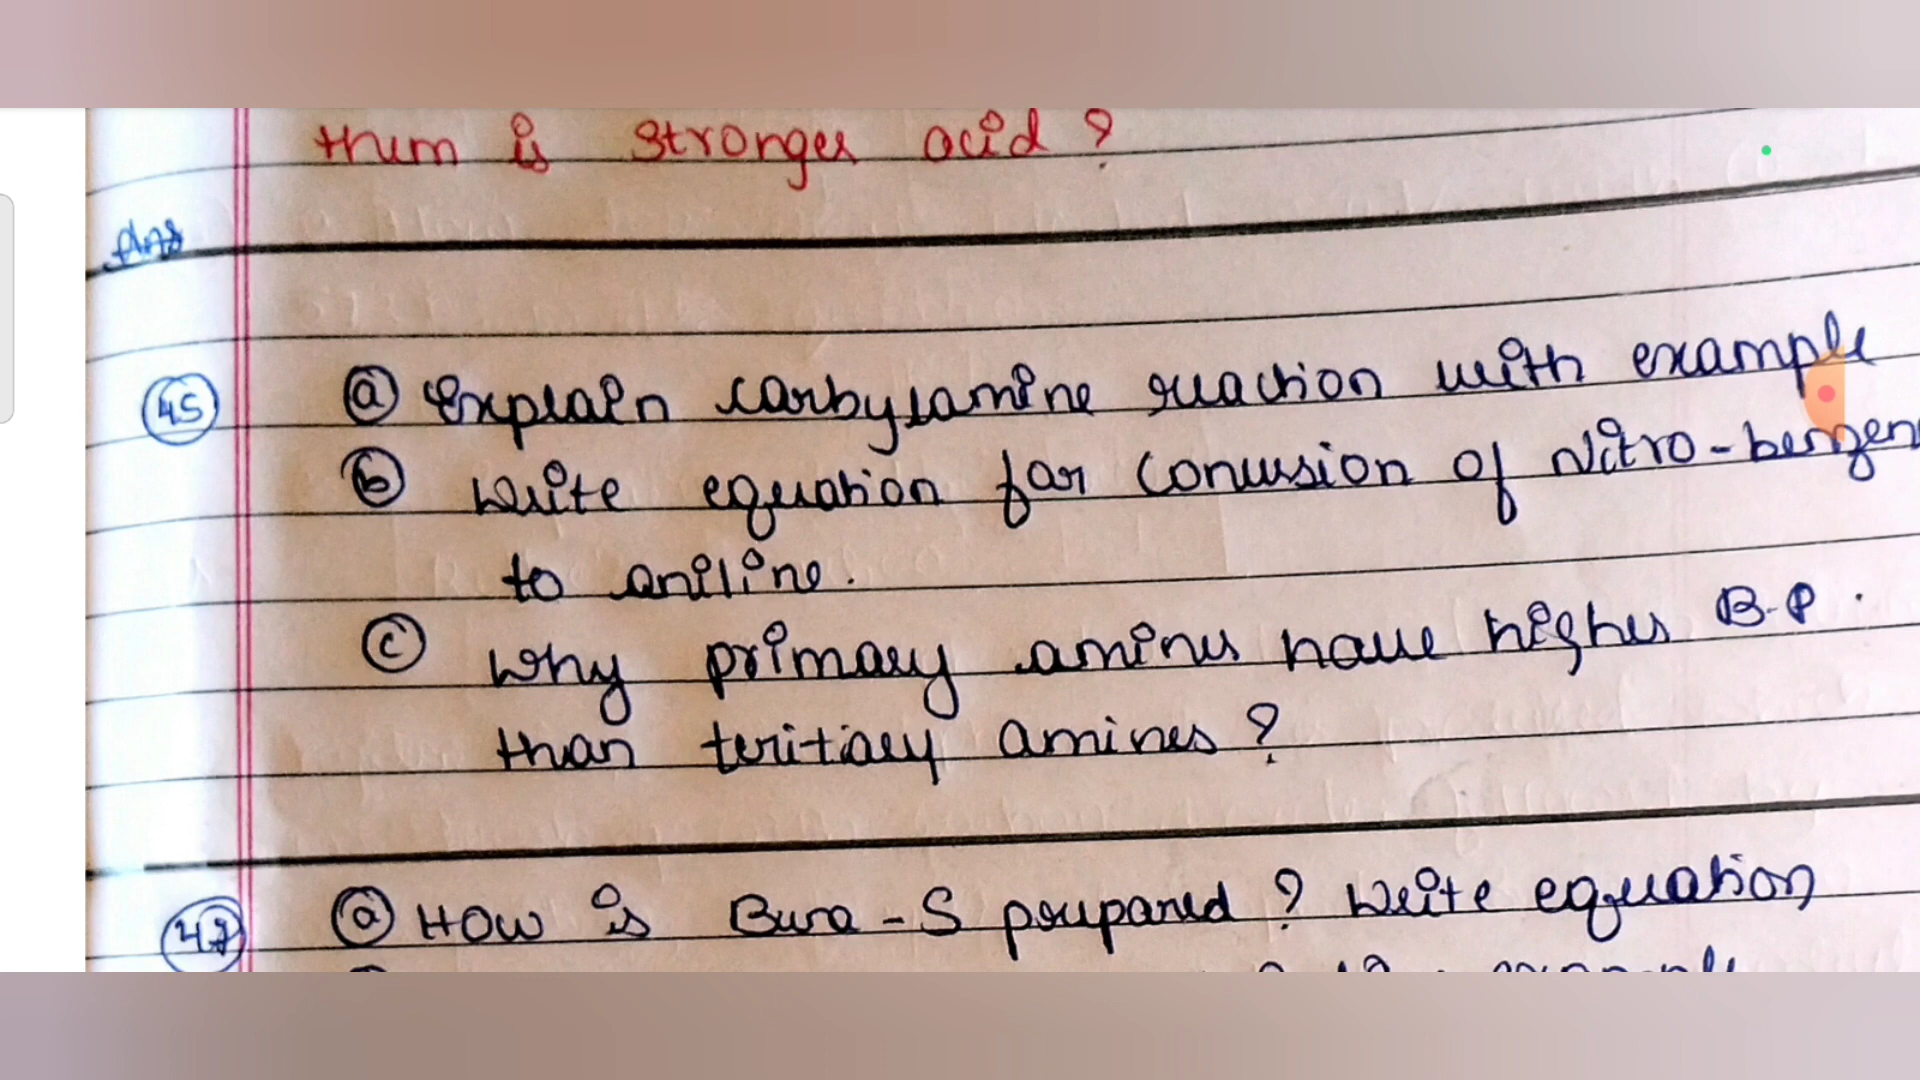 them is stronger acid ?
Ans
45 a Explain carbylamine reaction with example
b Write equation for conversion of Nitro-benzen
to aniline.
c Why primary amines have higher B.P.
than teritiary amines ?
47 a How is Buna-S prepared ? Write equation